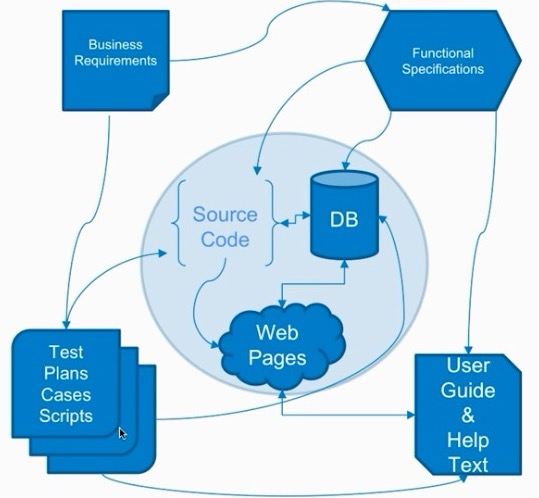 Business
Requirements
Functional
Specifications
Source
Code
DB
Web
Pages
Test
Plans
Cases
Scripts
User
Guide
&
Help
Text